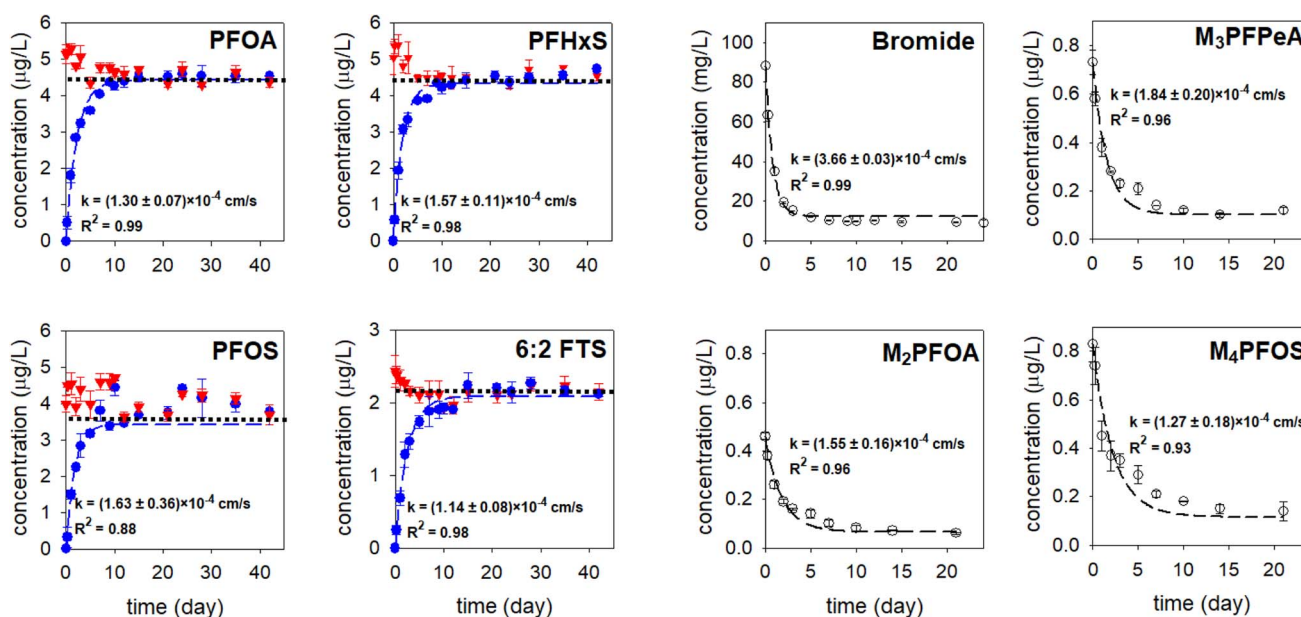 PFOA
concentration (µg/L)
6
5
4
3
2
1
0
k = (1.30 ± 0.07)×10⁻⁴ cm/s
R² = 0.99
0 10 20 30 40
PFHxS
6
5
4
3
2
1
0
k = (1.57 ± 0.11)×10⁻⁴ cm/s
R² = 0.98
0 10 20 30 40
Bromide
concentration (mg/L)
100
80
60
40
20
0
k = (3.66 ± 0.03)×10⁻⁴ cm/s
R² = 0.99
0 5 10 15 20
M₃PFPeA
concentration (µg/L)
0.8
0.6
0.4
0.2
0.0
k = (1.84 ± 0.20)×10⁻⁴ cm/s
R² = 0.96
0 5 10 15 20
PFOS
concentration (µg/L)
6
5
4
3
2
1
0
k = (1.63 ± 0.36)×10⁻⁴ cm/s
R² = 0.88
0 10 20 30 40
time (day)
6:2 FTS
3
2
1
0
k = (1.14 ± 0.08)×10⁻⁴ cm/s
R² = 0.98
0 10 20 30 40
time (day)
M₂PFOA
concentration (µg/L)
0.8
0.6
0.4
0.2
0.0
k = (1.55 ± 0.16)×10⁻⁴ cm/s
R² = 0.96
0 5 10 15 20
time (day)
M₄PFOS
concentration (µg/L)
0.8
0.6
0.4
0.2
0.0
k = (1.27 ± 0.18)×10⁻⁴ cm/s
R² = 0.93
0 5 10 15 20
time (day)